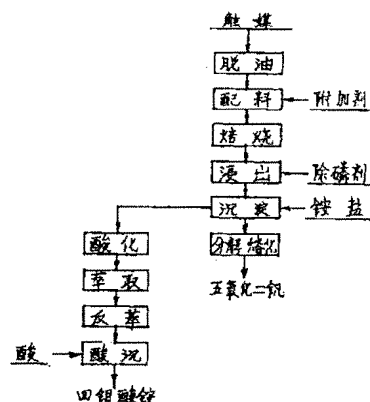 触媒
脱油
配料
附加剂
焙烧
浸出
除磷剂
沉淀
铵盐
酸化
分解熔化
萃取
五氧化二钒
反萃
酸
酸沉
四钼酸铵